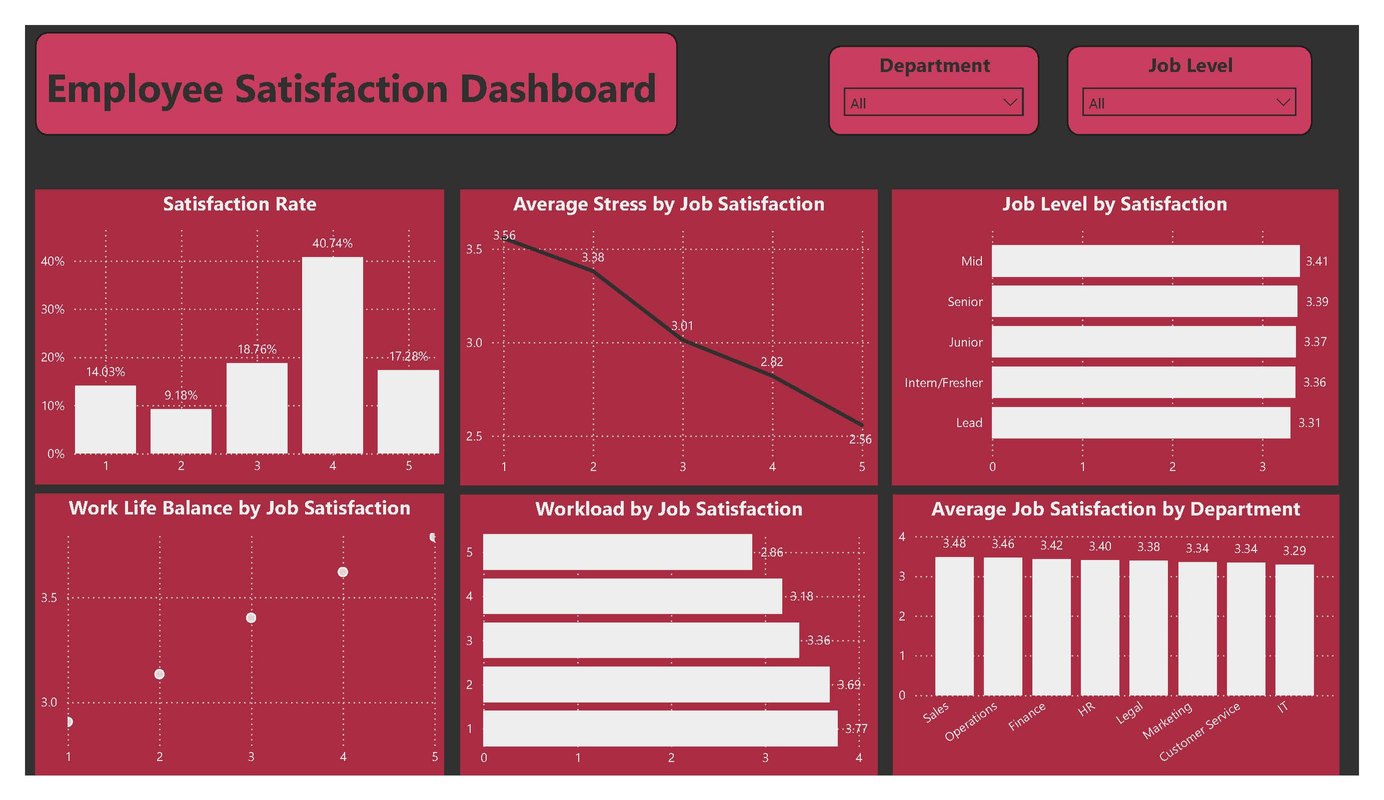 Employee Satisfaction Dashboard
Department
All
Job Level
All
Satisfaction Rate
40%
30%
20%
10%
0%
14.03%
9.18%
18.76%
40.74%
17.28%
1 2 3 4 5
Average Stress by Job Satisfaction
3.5
3.0
2.5
3.56
3.38
3.01
2.82
2.56
1 2 3 4 5
Job Level by Satisfaction
Mid 3.41
Senior 3.39
Junior 3.37
Intern/Fresher 3.36
Lead 3.31
0 1 2 3
Work Life Balance by Job Satisfaction
3.5
3.0
1 2 3 4 5
Workload by Job Satisfaction
5 2.86
4 3.18
3 3.36
2 3.69
1 3.77
0 1 2 3 4
Average Job Satisfaction by Department
4
3
2
1
0
3.48 3.46 3.42 3.40 3.38 3.34 3.34 3.29
Sales
Operations
Finance
HR
Legal
Marketing
Customer Service
IT